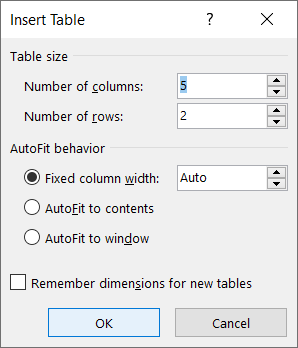 Insert Table ? ×
Table size
Number of columns: 5
Number of rows: 2
AutoFit behavior
Fixed column width: Auto
AutoFit to contents
AutoFit to window
Remember dimensions for new tables
OK Cancel